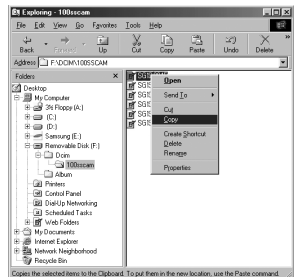 Exploring - 100sscam
File Edit View Go Favorites Tools Help
Back Forward Up Cut Copy Paste Undo Delete
Address F:\DCIM\100SSCAM
Folders
Desktop
My Computer
3½ Floppy (A:)
(C:)
(D:)
Samsung (E:)
Removable Disk (F:)
Dcim
100sscam
Album
Printers
Control Panel
Dial-Up Networking
Scheduled Tasks
Web Folders
My Documents
Internet Explorer
Network Neighborhood
Recycle Bin
Open
Send To
Cut
Copy
Create Shortcut
Delete
Rename
Properties
Copies the selected items to the Clipboard. To put them in the new location, use the Paste command.